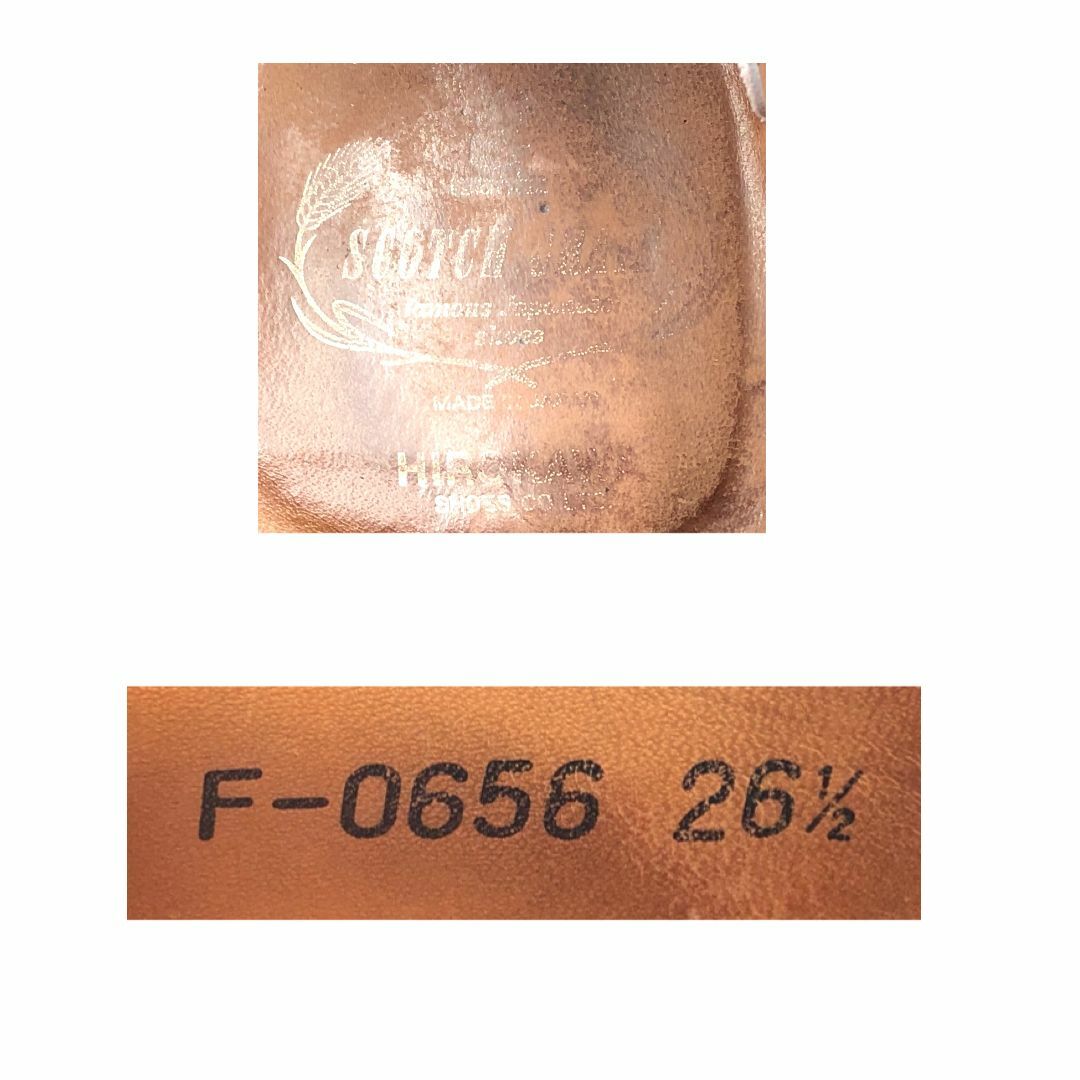 SCOTCH GRAIN
famous Japanese
shoes
MADE IN JAPAN
HIROKAWA
SHOES CO LTD.
F-0656 26½